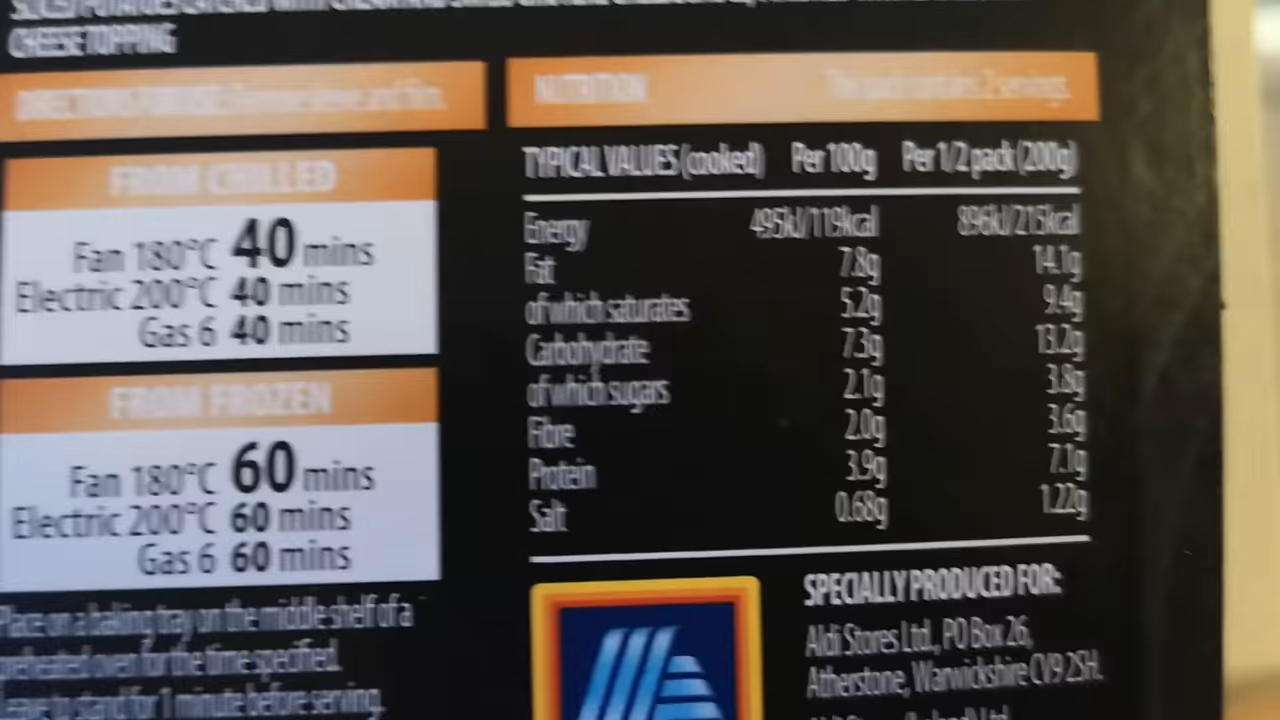 CHEESE TOPPING
DIRECTIONS FOR USE: Remove sleeve and film.
FROM CHILLED
Fan 180°C 40 mins
Electric 200°C 40 mins
Gas 6 40 mins
FROM FROZEN
Fan 180°C 60 mins
Electric 200°C 60 mins
Gas 6 60 mins
Place on a baking tray on the middle shelf of a
preheated oven for the time specified.
Leave to stand for 1 minute before serving.
NUTRITION This pack contains 2 servings.
TYPICAL VALUES (cooked) Per 100g Per 1/2 pack (200g)
Energy 495kJ/119kcal 896kJ/215kcal
Fat 7.8g 14.1g
of which saturates 5.2g 9.4g
Carbohydrate 7.3g 13.2g
of which sugars 2.1g 3.8g
Fibre 2.0g 3.6g
Protein 3.9g 7.1g
Salt 0.68g 1.22g
SPECIALLY PRODUCED FOR:
Aldi Stores Ltd., PO Box 26,
Atherstone, Warwickshire CV9 2SH.